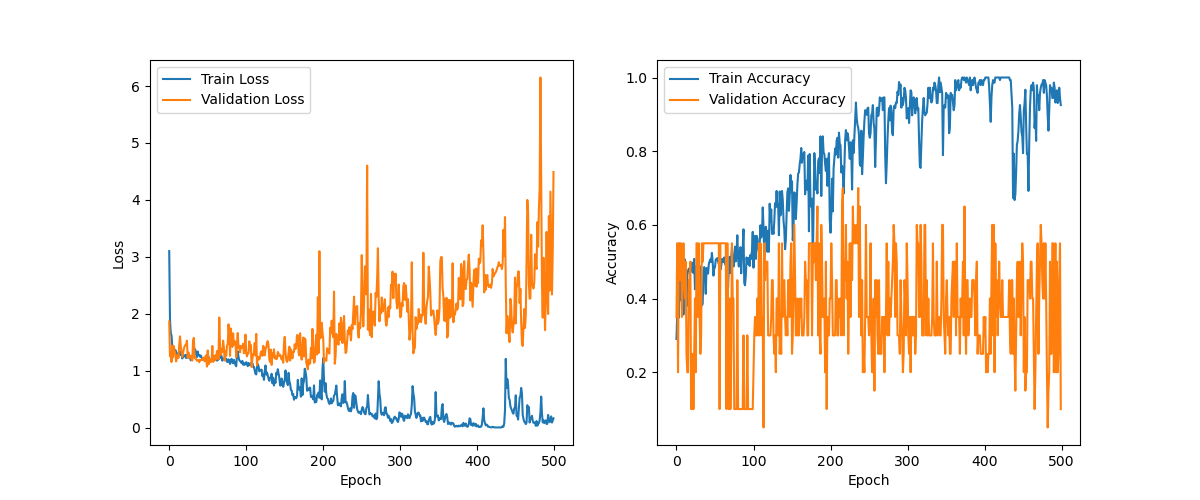 Train Loss
Validation Loss
6
5
4
3
2
1
0
Loss
0 100 200 300 400 500
Epoch
Train Accuracy
Validation Accuracy
1.0
0.8
0.6
0.4
0.2
Accuracy
0 100 200 300 400 500
Epoch